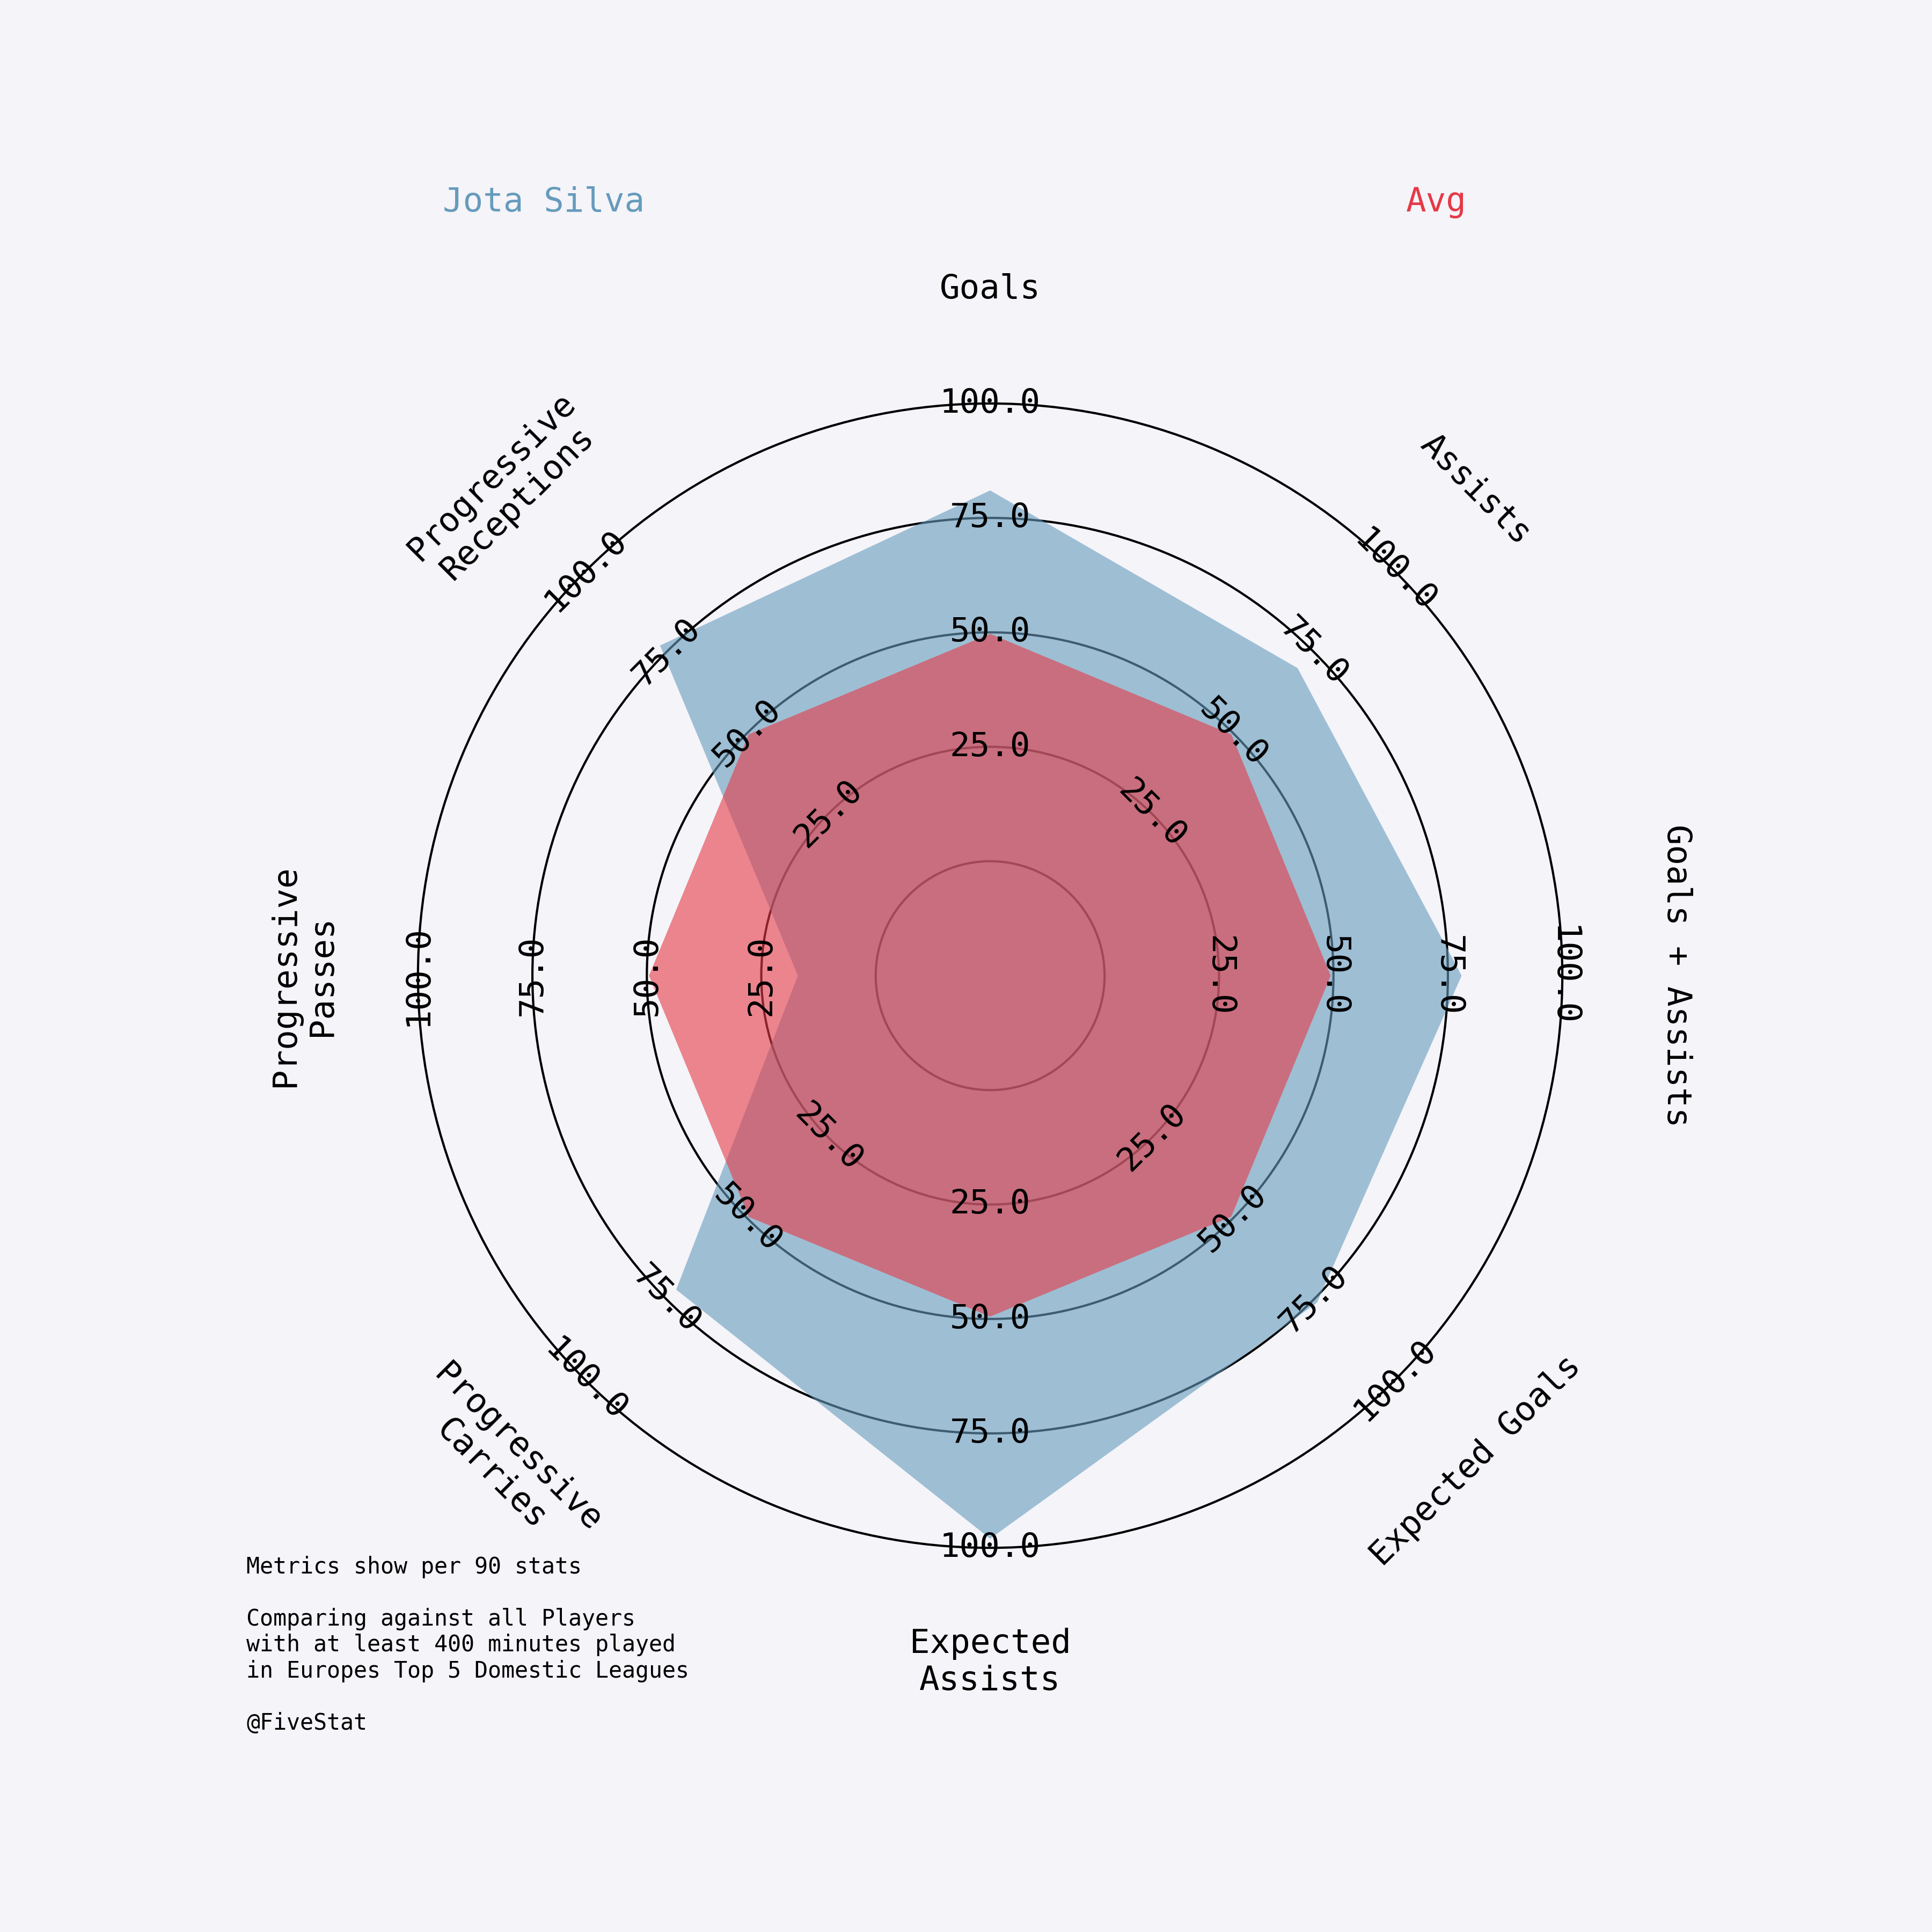 Jota Silva
Avg
Goals
Assists
Goals + Assists
Expected Goals
Expected
Assists
Progressive
Carries
Progressive
Passes
Progressive
Receptions
25.0
50.0
75.0
100.0
25.0
50.0
75.0
100.0
25.0
50.0
75.0
100.0
25.0
50.0
75.0
100.0
25.0
50.0
75.0
100.0
25.0
50.0
75.0
100.0
25.0
50.0
75.0
100.0
25.0
50.0
75.0
100.0
Metrics show per 90 stats
Comparing against all Players
with at least 400 minutes played
in Europes Top 5 Domestic Leagues
@FiveStat